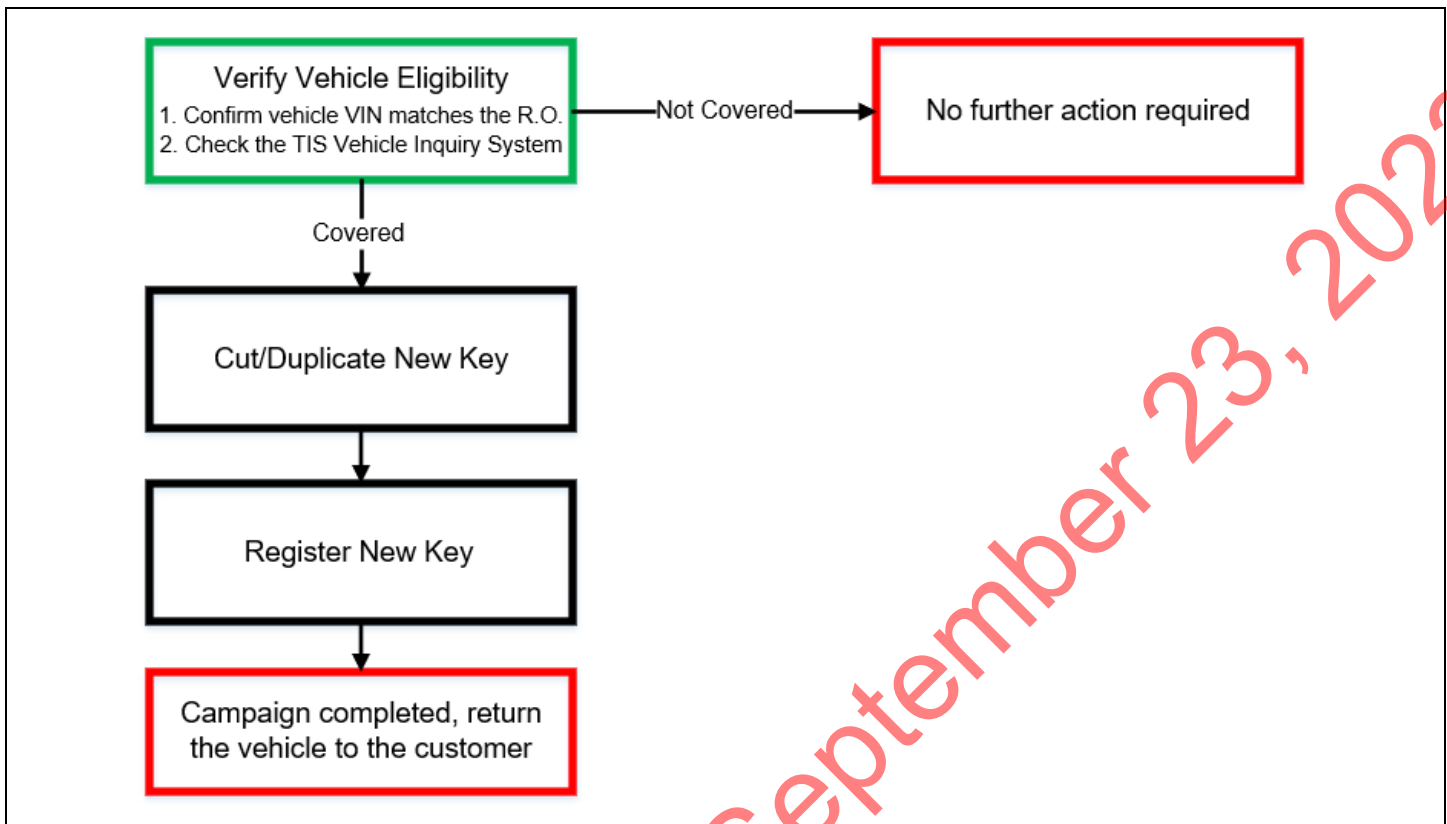 Verify Vehicle Eligibility
1. Confirm vehicle VIN matches the R.O.
2. Check the TIS Vehicle Inquiry System
Not Covered
No further action required
Covered
Cut/Duplicate New Key
Register New Key
Campaign completed, return
the vehicle to the customer
September 23,